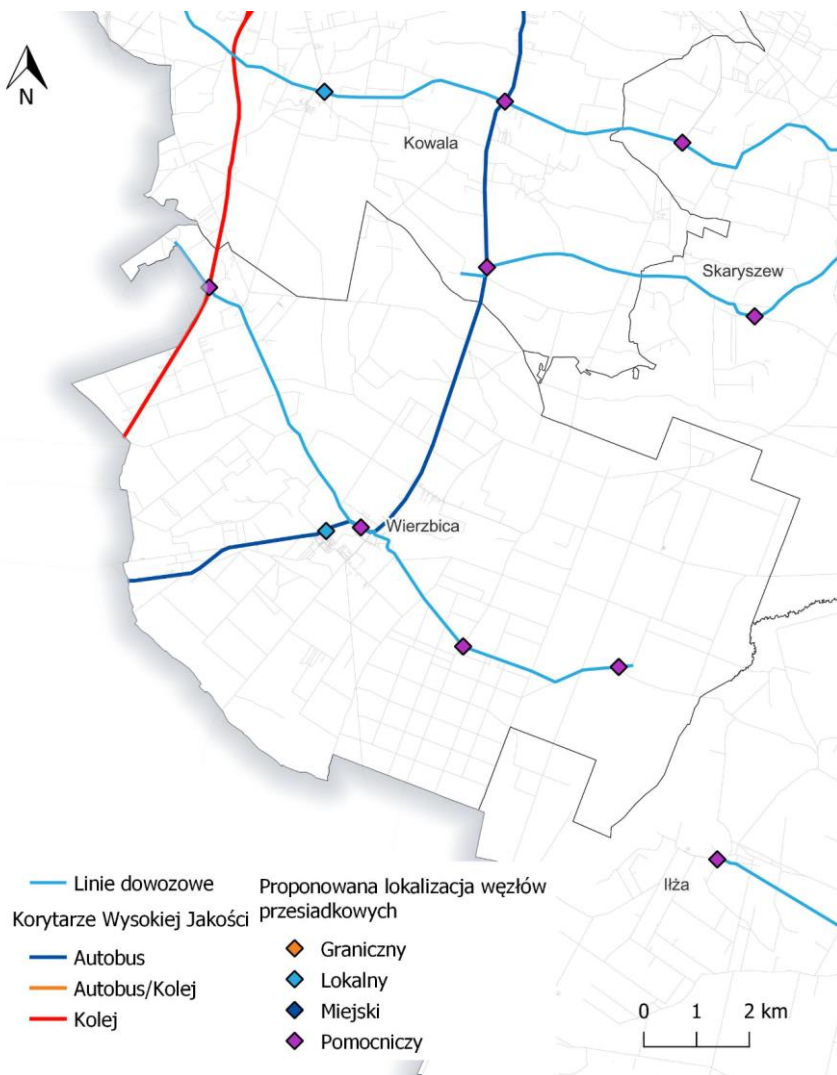 N
Kowala
Skaryszew
Wierzbica
Iłża
Linie dowozowe
Korytarze Wysokiej Jakości
Autobus
Autobus/Kolej
Kolej
Proponowana lokalizacja węzłów
przesiadkowych
Graniczny
Lokalny
Miejski
Pomocniczy
0 1 2 km